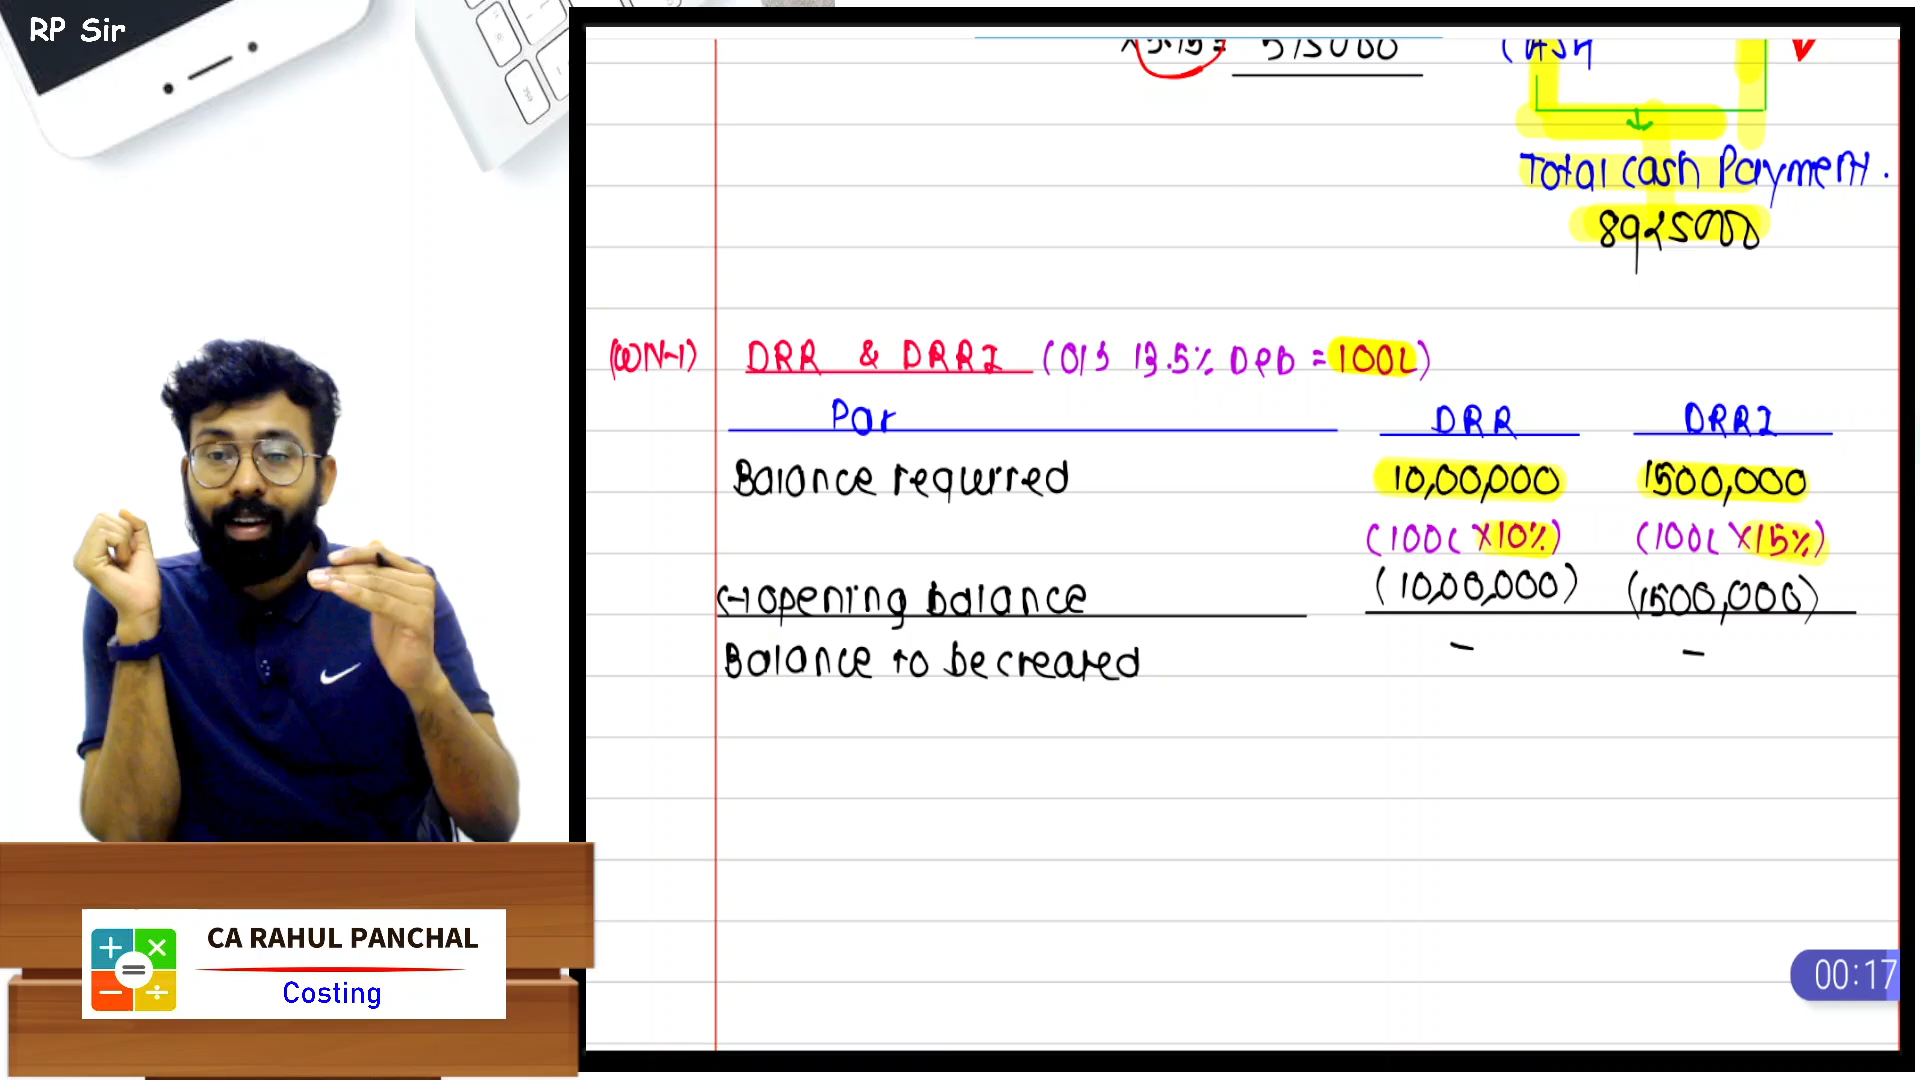 RP Sir
515000
Total cash Payment.
8925000
(WN-1) DRR & DRRI (O/S 13.5% Deb = 100L)
Par DRR DRRI
Balance required 10,00,000 1500,000
(100L x10%) (100L x15%)
(-) opening balance (10,00,000) (1500,000)
Balance to be created - -
CA RAHUL PANCHAL
Costing
00:17